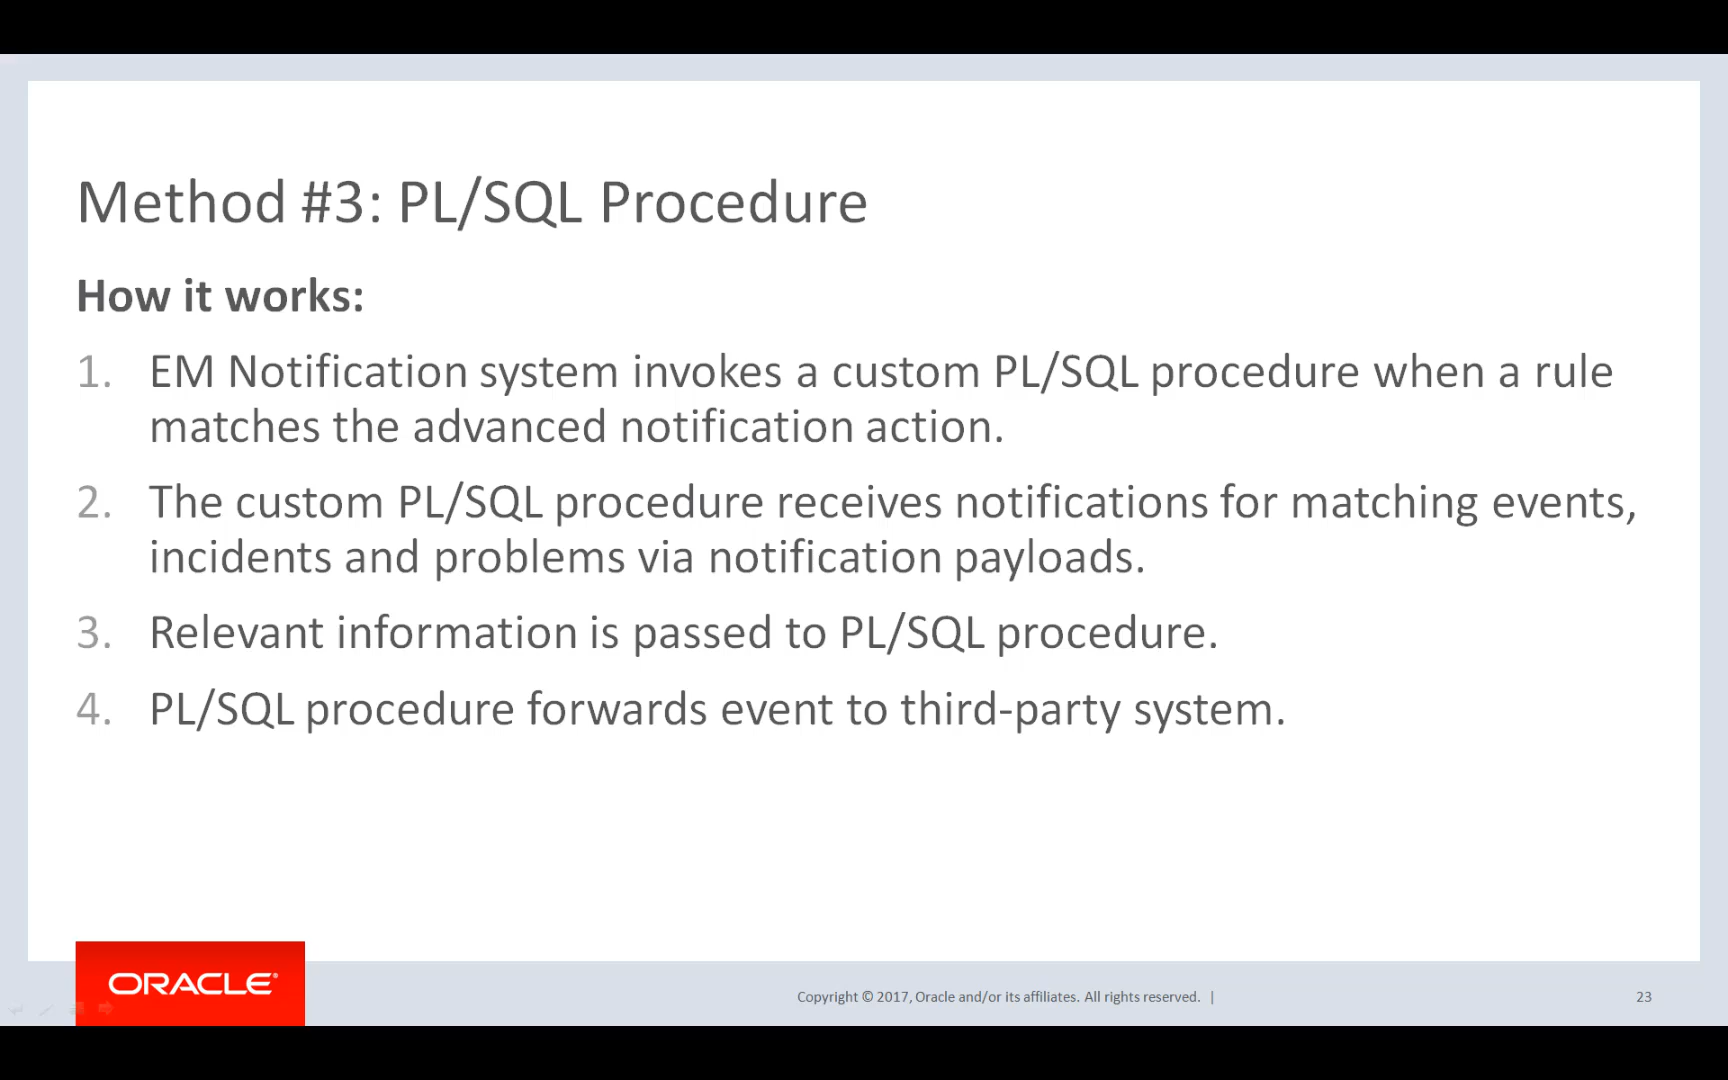 Method #3: PL/SQL Procedure
How it works:
1. EM Notification system invokes a custom PL/SQL procedure when a rule
matches the advanced notification action.
2. The custom PL/SQL procedure receives notifications for matching events,
incidents and problems via notification payloads.
3. Relevant information is passed to PL/SQL procedure.
4. PL/SQL procedure forwards event to third-party system.
ORACLE®
Copyright © 2017, Oracle and/or its affiliates. All rights reserved. |
23